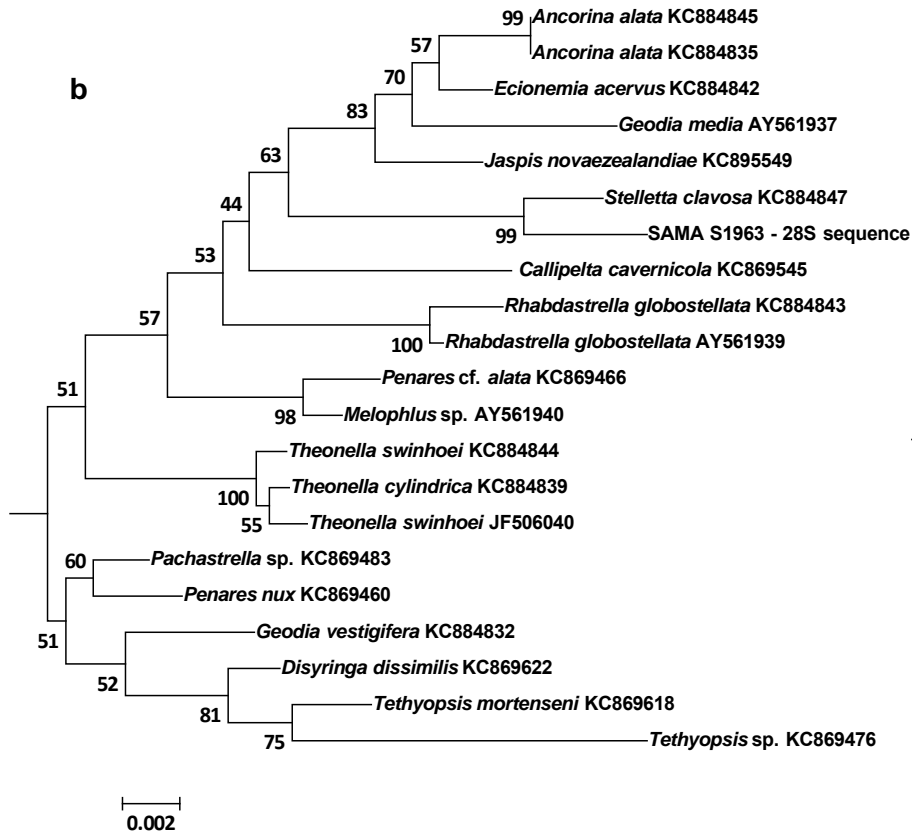 99
Ancorina alata KC884845
Ancorina alata KC884835
57
b
70
Ecionemia acervus KC884842
83
Geodia media AY561937
63
Jaspis novaezealandiae KC895549
44
Stelletta clavosa KC884847
99
SAMA S1963 - 28S sequence
53
Callipelta cavernicola KC869545
57
Rhabdastrella globostellata KC884843
100
Rhabdastrella globostellata AY561939
51
Penares cf. alata KC869466
98
Melophlus sp. AY561940
Theonella swinhoei KC884844
100
Theonella cylindrica KC884839
55
Theonella swinhoei JF506040
60
Pachastrella sp. KC869483
Penares nux KC869460
51
Geodia vestigifera KC884832
52
Disyringa dissimilis KC869622
81
Tethyopsis mortenseni KC869618
75
Tethyopsis sp. KC869476
0.002